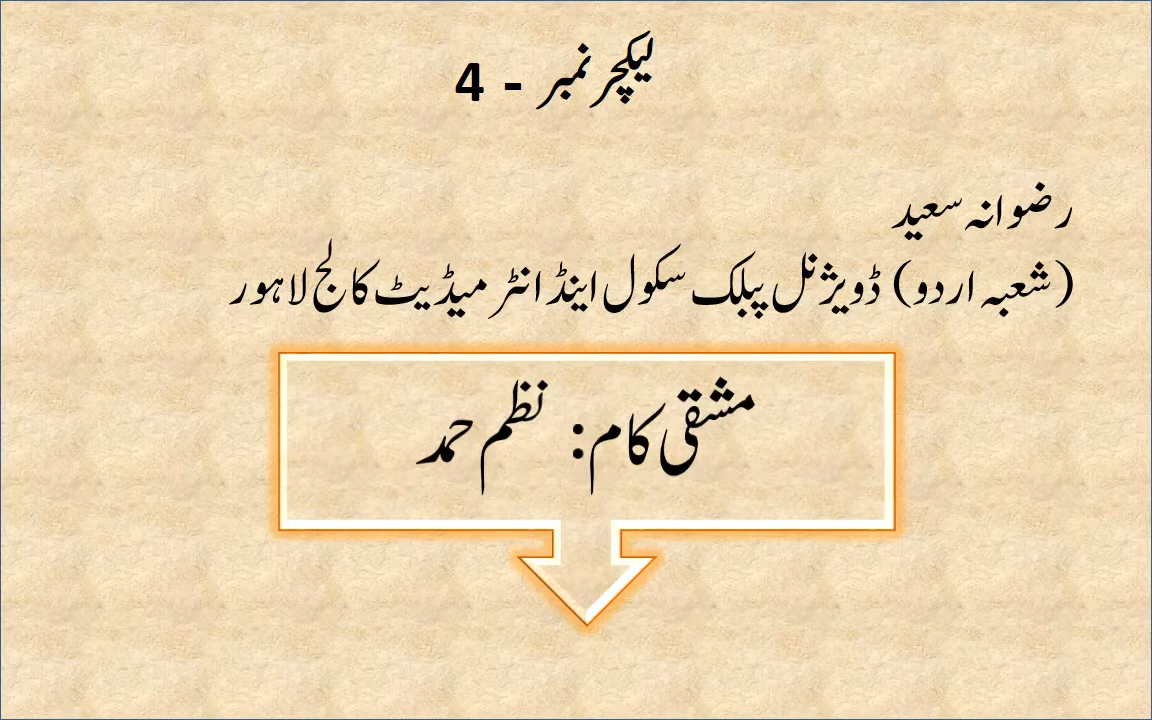 لیکچر نمبر - 4
رضوانہ سعید
(شعبہ اردو) ڈویژنل پبلک سکول اینڈ انٹر میڈیٹ کالج لاہور
مشقی کام: نظم حمد